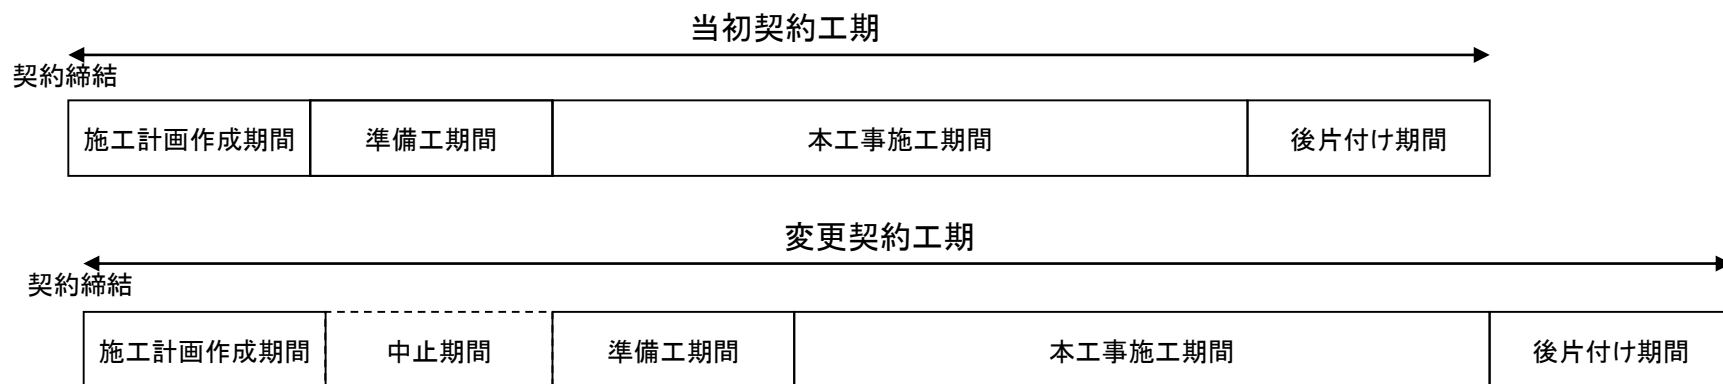 当初契約工期
契約締結
施工計画作成期間 準備工期間 本工事施工期間 後片付け期間
変更契約工期
契約締結
施工計画作成期間 中止期間 準備工期間 本工事施工期間 後片付け期間